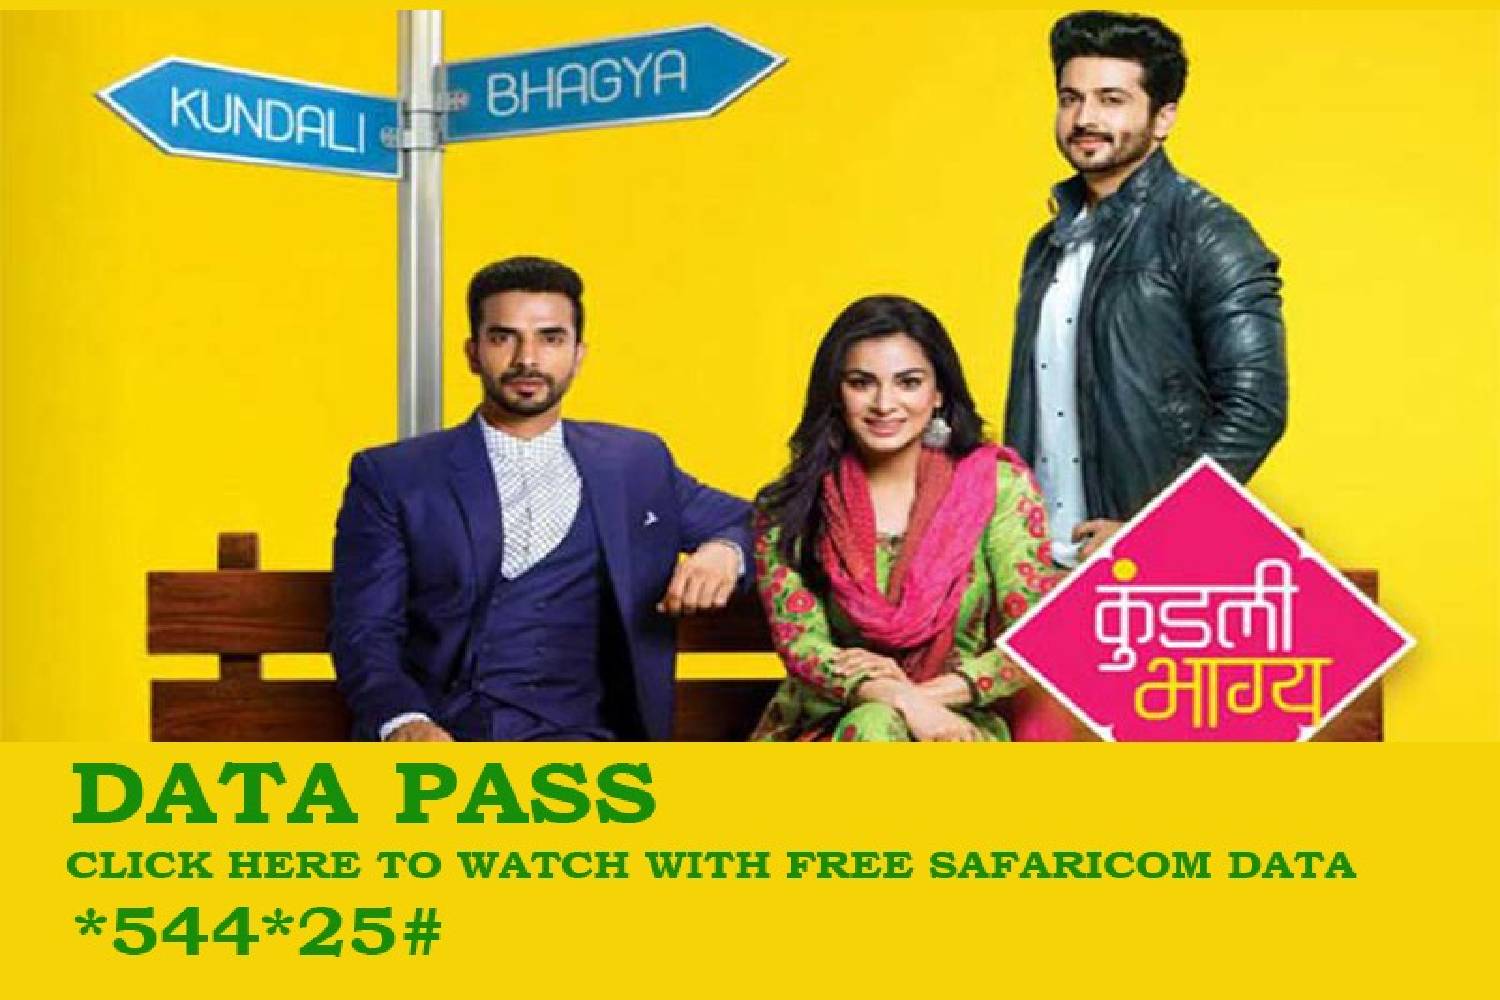 KUNDALI
BHAGYA
कुंडली
भाग्य
DATA PASS
CLICK HERE TO WATCH WITH FREE SAFARICOM DATA
*544*25#